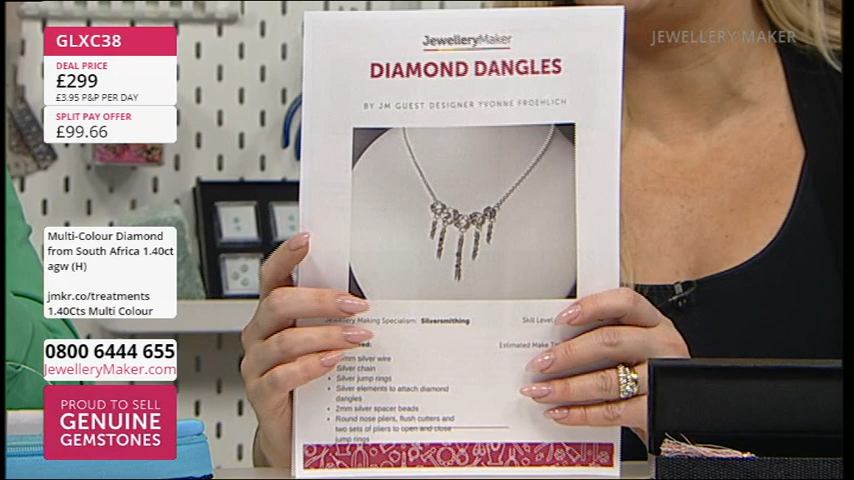 GLXC38
DEAL PRICE
£299
£3.95 P&P PER DAY
SPLIT PAY OFFER
£99.66
Multi-Colour Diamond
from South Africa 1.40ct
agw (H)
jmkr.co/treatments
1.40Cts Multi Colour
0800 6444 655
JewelleryMaker.com
PROUD TO SELL
GENUINE
GEMSTONES
JEWELLERY MAKER
JewelleryMaker
DIAMOND DANGLES
BY JM GUEST DESIGNER YVONNE FROEHLICH
Jewellery Making Specialism: Silversmithing
Skill Level
Estimated Make
silver wire
Silver chain
Silver jump rings
Silver elements to attach diamond
dangles
2mm silver spacer beads
Round nose pliers, flush cutters and
two sets of pliers to open and close
jump rings